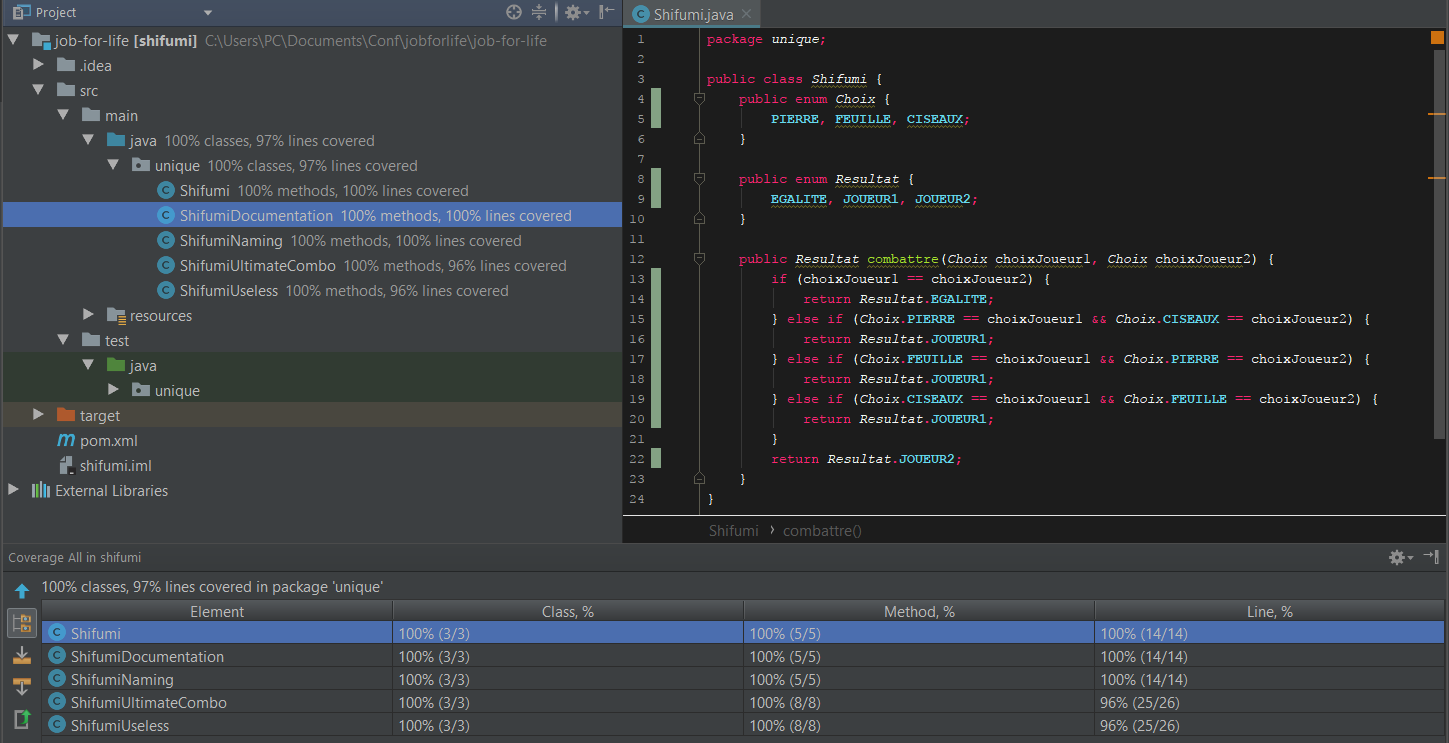 Project
job-for-life [shifumi] C:\Users\PC\Documents\Conf\jobforlife\job-for-life
.idea
src
main
java 100% classes, 97% lines covered
unique 100% classes, 97% lines covered
Shifumi 100% methods, 100% lines covered
ShifumiDocumentation 100% methods, 100% lines covered
ShifumiNaming 100% methods, 100% lines covered
ShifumiUltimateCombo 100% methods, 96% lines covered
ShifumiUseless 100% methods, 96% lines covered
resources
test
java
unique
target
pom.xml
shifumi.iml
External Libraries
Shifumi.java
1 package unique;
2
3 public class Shifumi {
4 public enum Choix {
5 PIERRE, FEUILLE, CISEAUX;
6 }
7
8 public enum Resultat {
9 EGALITE, JOUEUR1, JOUEUR2;
10 }
11
12 public Resultat combattre(Choix choixJoueur1, Choix choixJoueur2) {
13 if (choixJoueur1 == choixJoueur2) {
14 return Resultat.EGALITE;
15 } else if (Choix.PIERRE == choixJoueur1 && Choix.CISEAUX == choixJoueur2) {
16 return Resultat.JOUEUR1;
17 } else if (Choix.FEUILLE == choixJoueur1 && Choix.PIERRE == choixJoueur2) {
18 return Resultat.JOUEUR1;
19 } else if (Choix.CISEAUX == choixJoueur1 && Choix.FEUILLE == choixJoueur2) {
20 return Resultat.JOUEUR1;
21 }
22 return Resultat.JOUEUR2;
23 }
24 }
Shifumi › combattre()
Coverage All in shifumi
100% classes, 97% lines covered in package 'unique'
Element Class, % Method, % Line, %
Shifumi 100% (3/3) 100% (5/5) 100% (14/14)
ShifumiDocumentation 100% (3/3) 100% (5/5) 100% (14/14)
ShifumiNaming 100% (3/3) 100% (5/5) 100% (14/14)
ShifumiUltimateCombo 100% (3/3) 100% (8/8) 96% (25/26)
ShifumiUseless 100% (3/3) 100% (8/8) 96% (25/26)